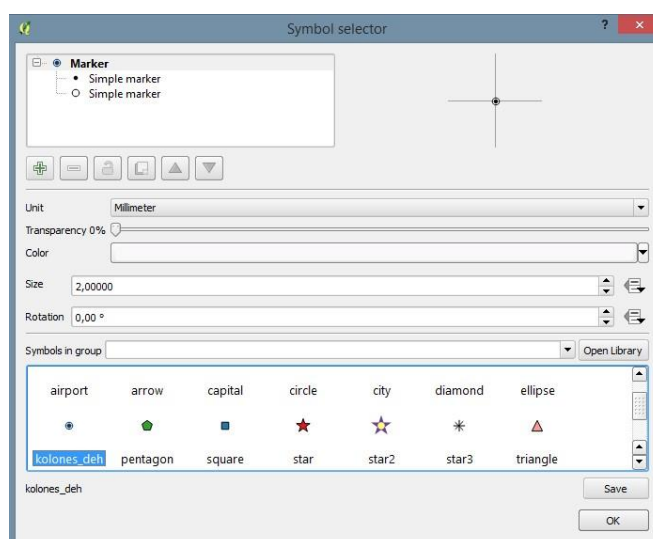 Symbol selector
Marker
Simple marker
Simple marker
Unit Millimeter
Transparency 0%
Color
Size 2,00000
Rotation 0,00 °
Symbols in group Open Library
airport arrow capital circle city diamond ellipse
kolones_deh pentagon square star star2 star3 triangle
kolones_deh Save
OK